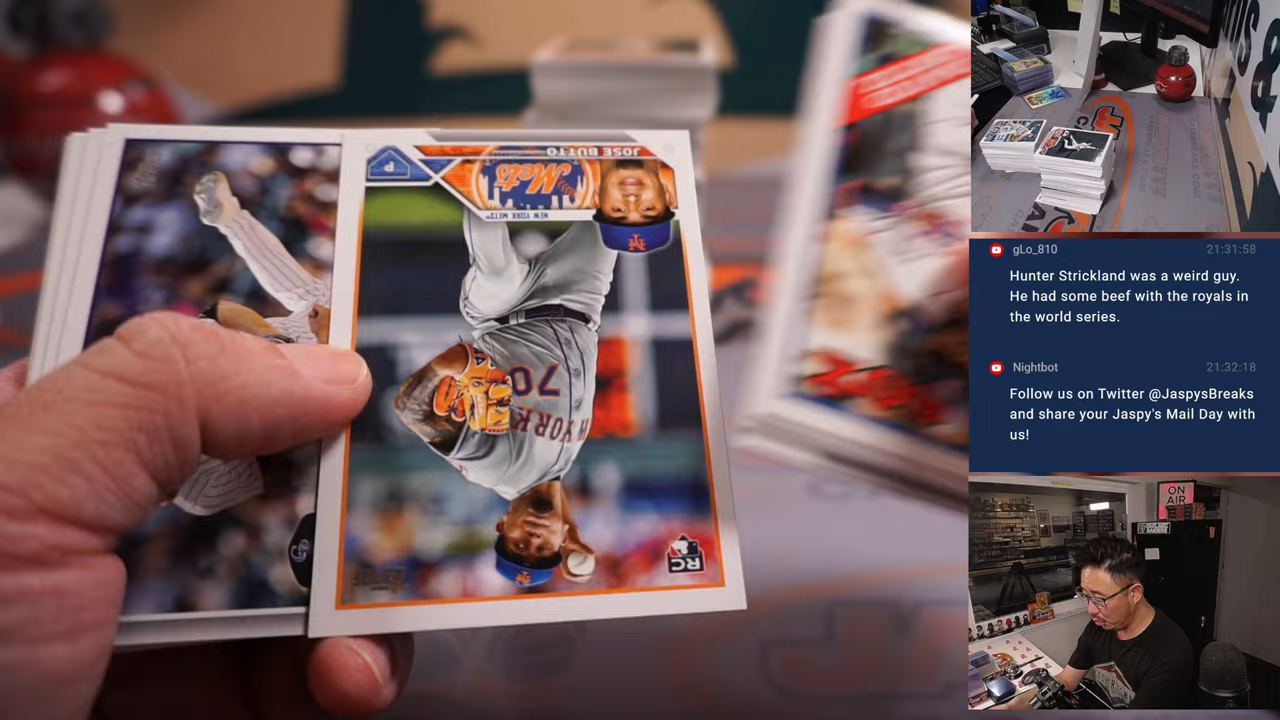 JOSE BUTTO
P
Mets
NEW YORK METS™
70
W YORK
RC
gLo_810
21:31:58
Hunter Strickland was a weird guy.
He had some beef with the royals in
the world series.
Nightbot
21:32:18
Follow us on Twitter @JaspysBreaks
and share your Jaspy's Mail Day with
us!
ON
AIR